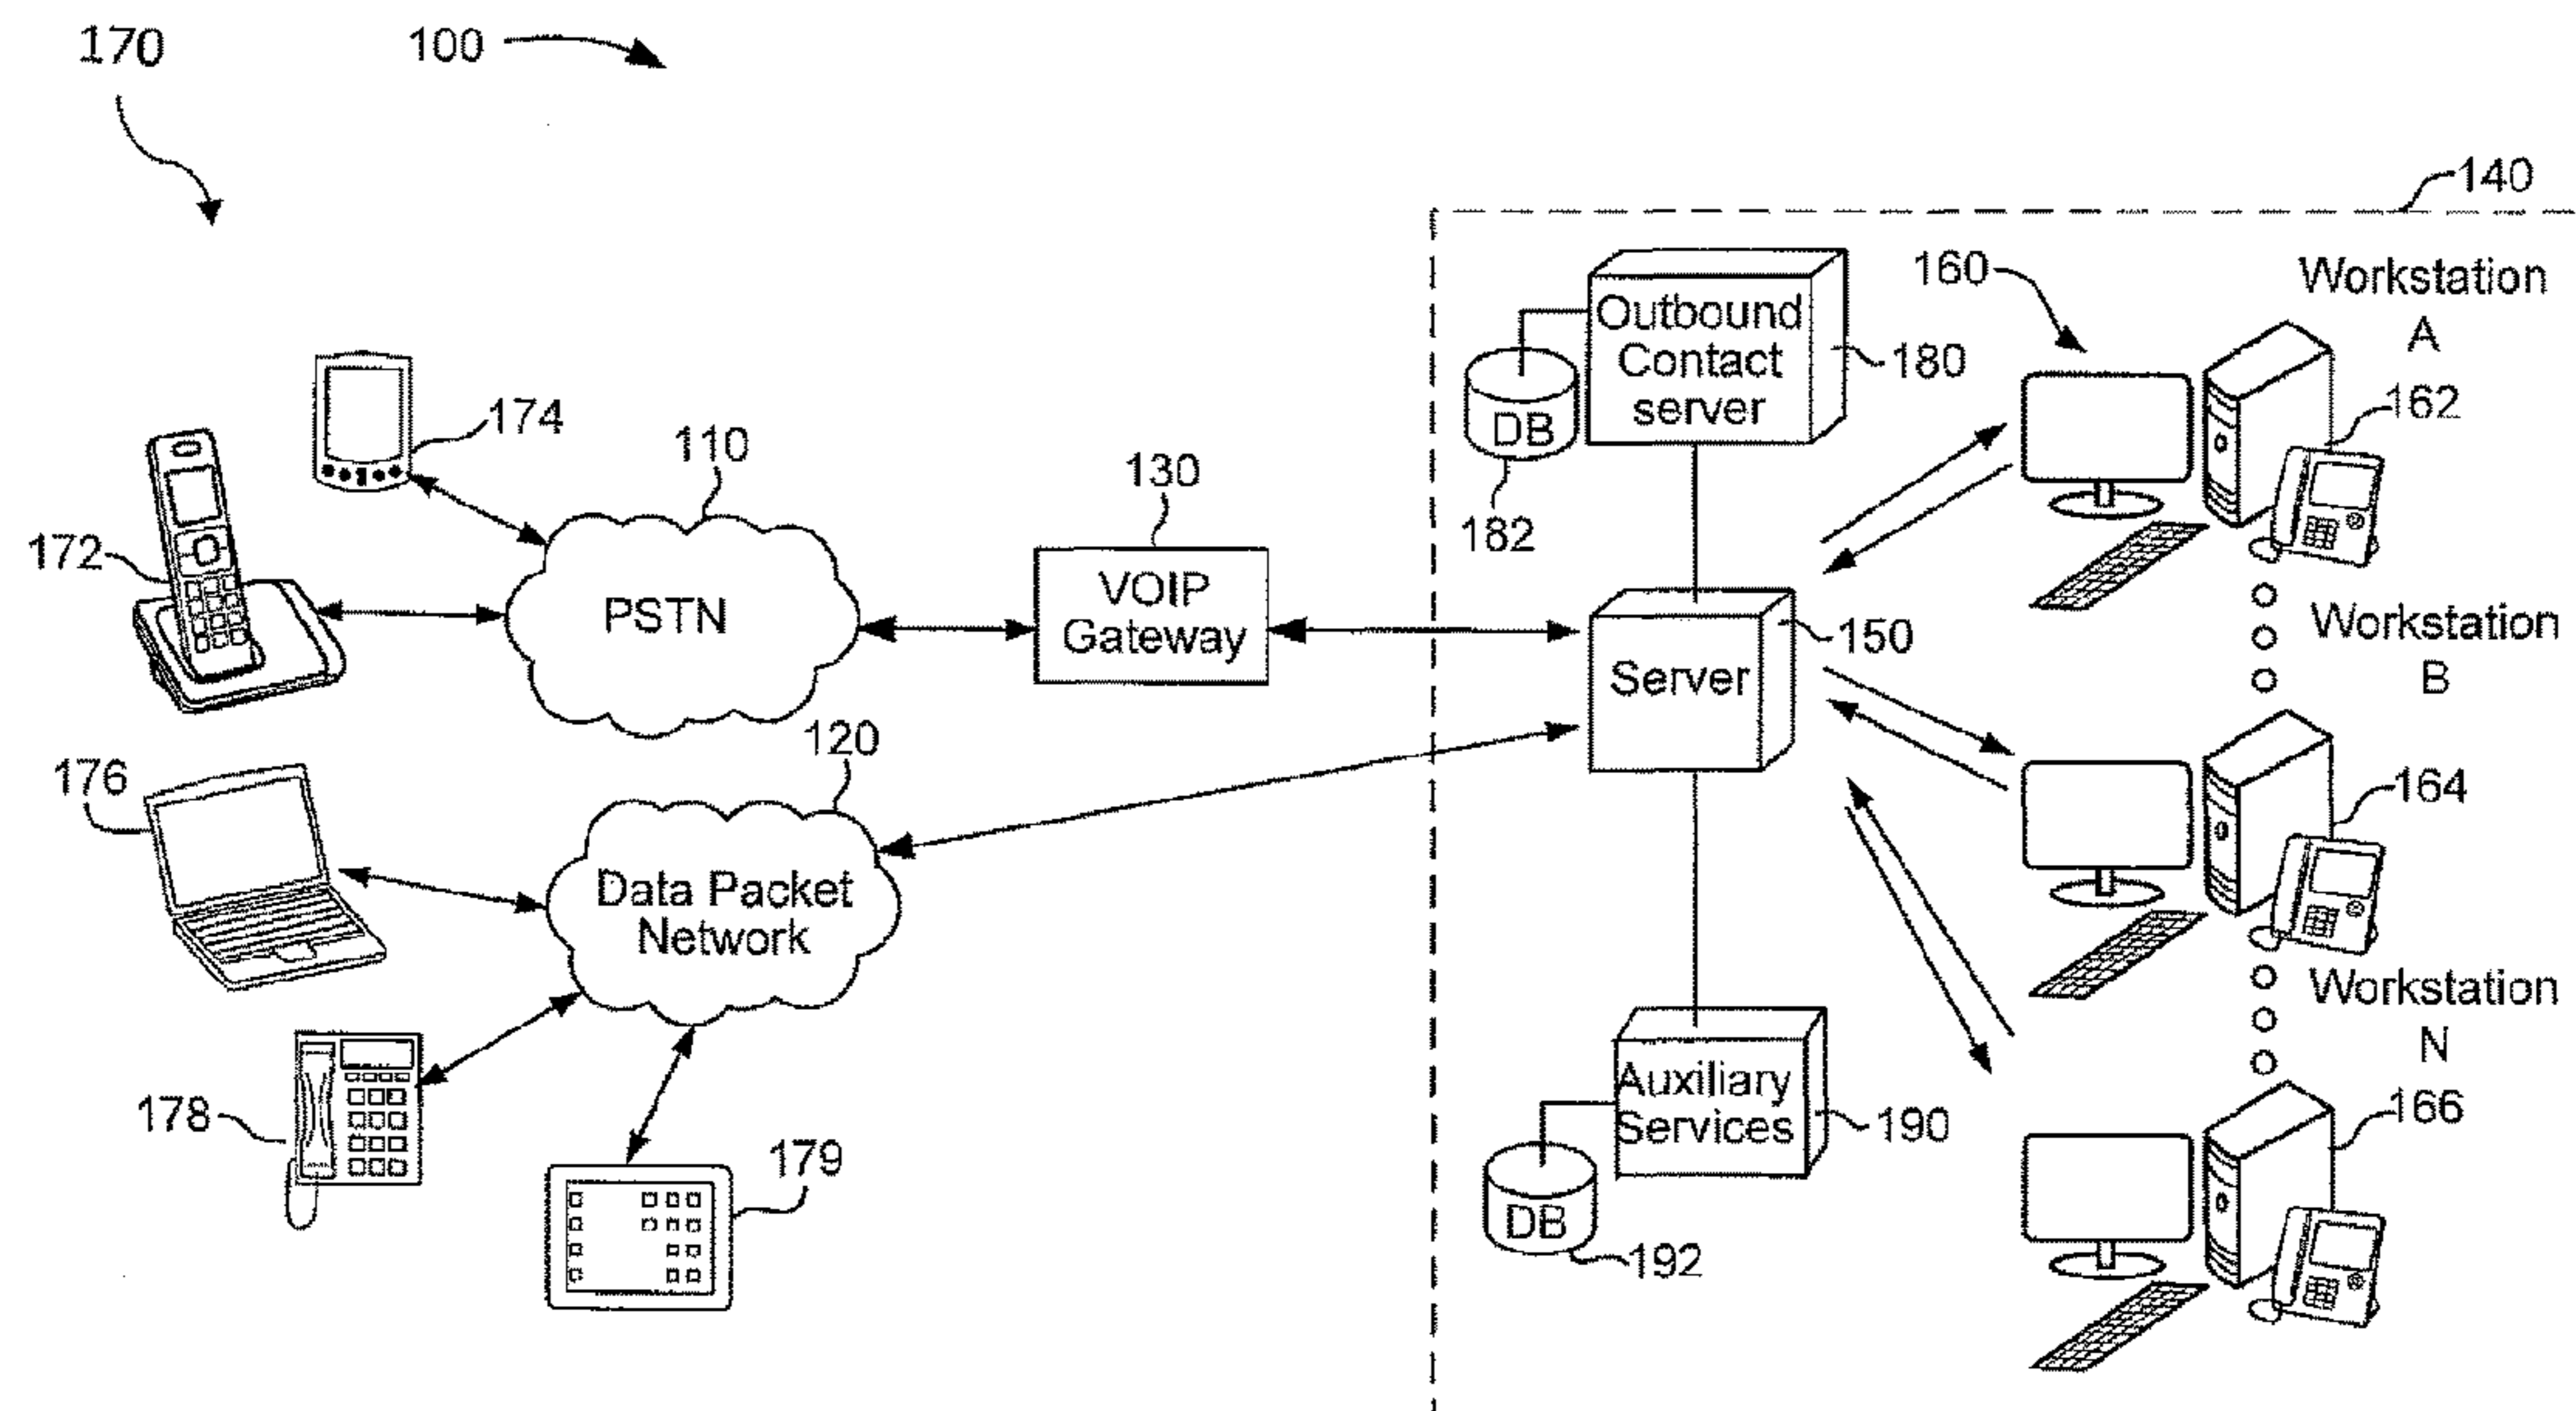 170
100
140
160
Workstation
A
Outbound
Contact
server
180
162
DB
182
174
110
130
172
PSTN
VOIP
Gateway
150
Server
Workstation
B
120
176
164
Data Packet
Network
Workstation
N
178
179
Auxiliary
Services
190
166
DB
192